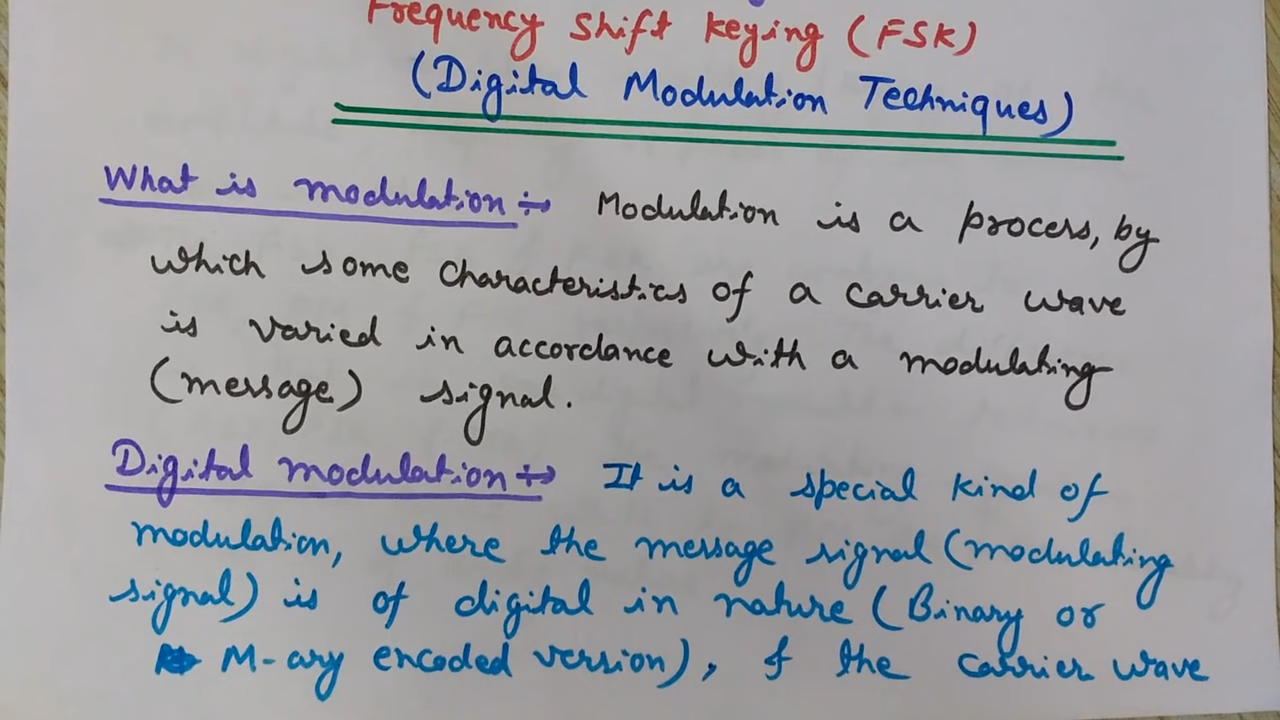 Frequency Shift Keying (FSK)
(Digital Modulation Techniques)
What is modulation :→ Modulation is a process, by
which some characteristics of a carrier wave
is varied in accordance with a modulating
(message) signal.
Digital modulation :→ It is a special kind of
modulation, where the message signal (modulating
signal) is of digital in nature (Binary or
M-ary encoded version), & the carrier wave